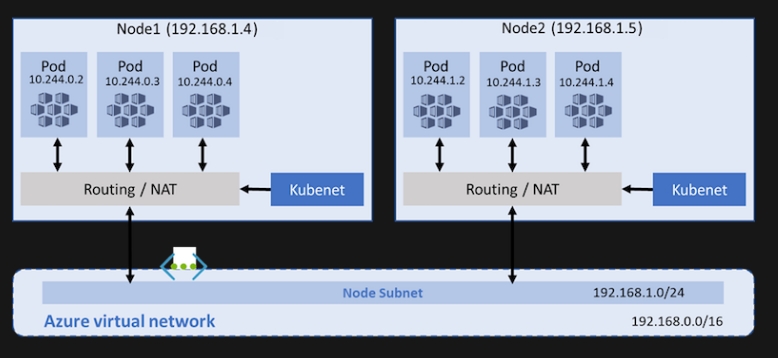 Node1 (192.168.1.4)
Pod
10.244.0.2
Pod
10.244.0.3
Pod
10.244.0.4
Routing / NAT
Kubenet
Node2 (192.168.1.5)
Pod
10.244.1.2
Pod
10.244.1.3
Pod
10.244.1.4
Routing / NAT
Kubenet
Node Subnet
192.168.1.0/24
Azure virtual network
192.168.0.0/16